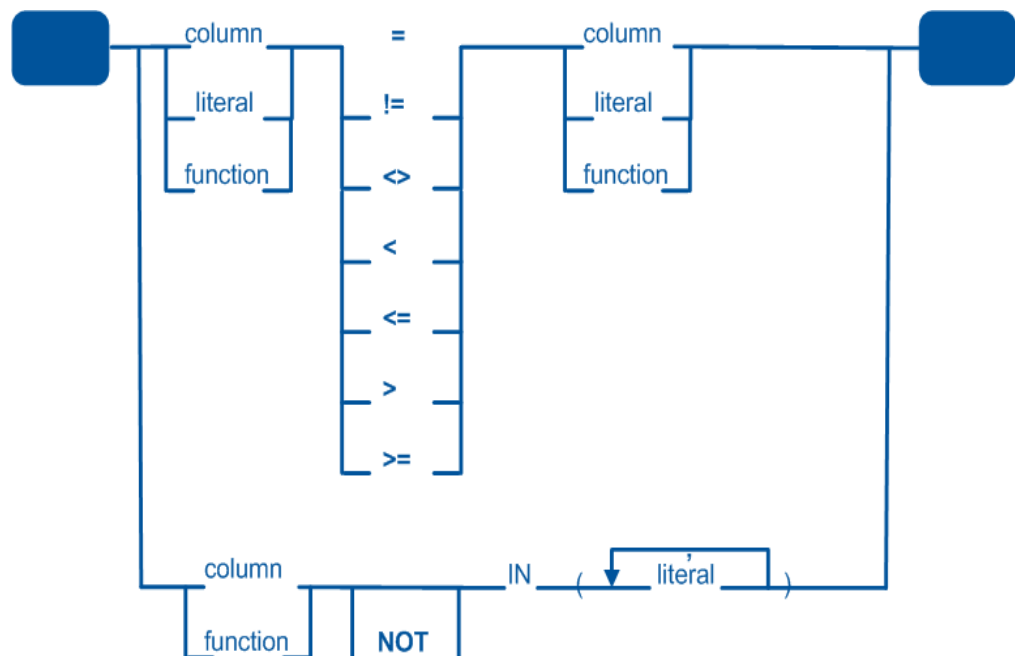 column = column
literal != literal
function <> function
<
<=
>
>=
column IN ( , literal )
function NOT